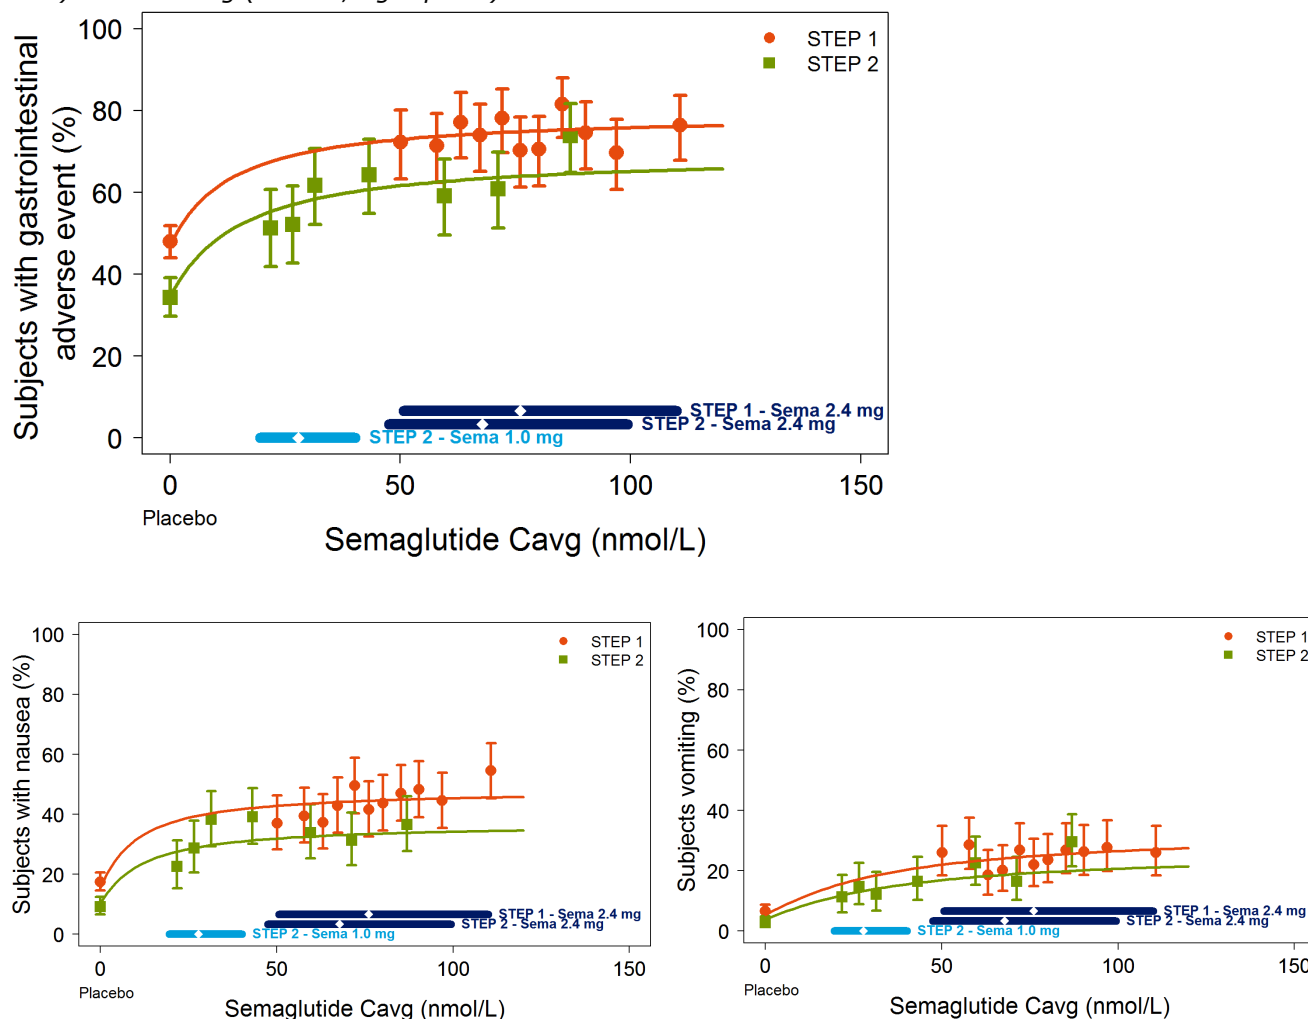 Subjects with gastrointestinal
adverse event (%)
100
80
60
40
20
0
STEP 1
STEP 2
STEP 1 - Sema 2.4 mg
STEP 2 - Sema 2.4 mg
STEP 2 - Sema 1.0 mg
0
50
100
150
Placebo
Semaglutide Cavg (nmol/L)
Subjects with nausea (%)
100
80
60
40
20
0
STEP 1
STEP 2
STEP 1 - Sema 2.4 mg
STEP 2 - Sema 2.4 mg
STEP 2 - Sema 1.0 mg
0
50
100
150
Placebo
Semaglutide Cavg (nmol/L)
Subjects vomiting (%)
100
80
60
40
20
0
STEP 1
STEP 2
STEP 1 - Sema 2.4 mg
STEP 2 - Sema 2.4 mg
STEP 2 - Sema 1.0 mg
0
50
100
150
Placebo
Semaglutide Cavg (nmol/L)